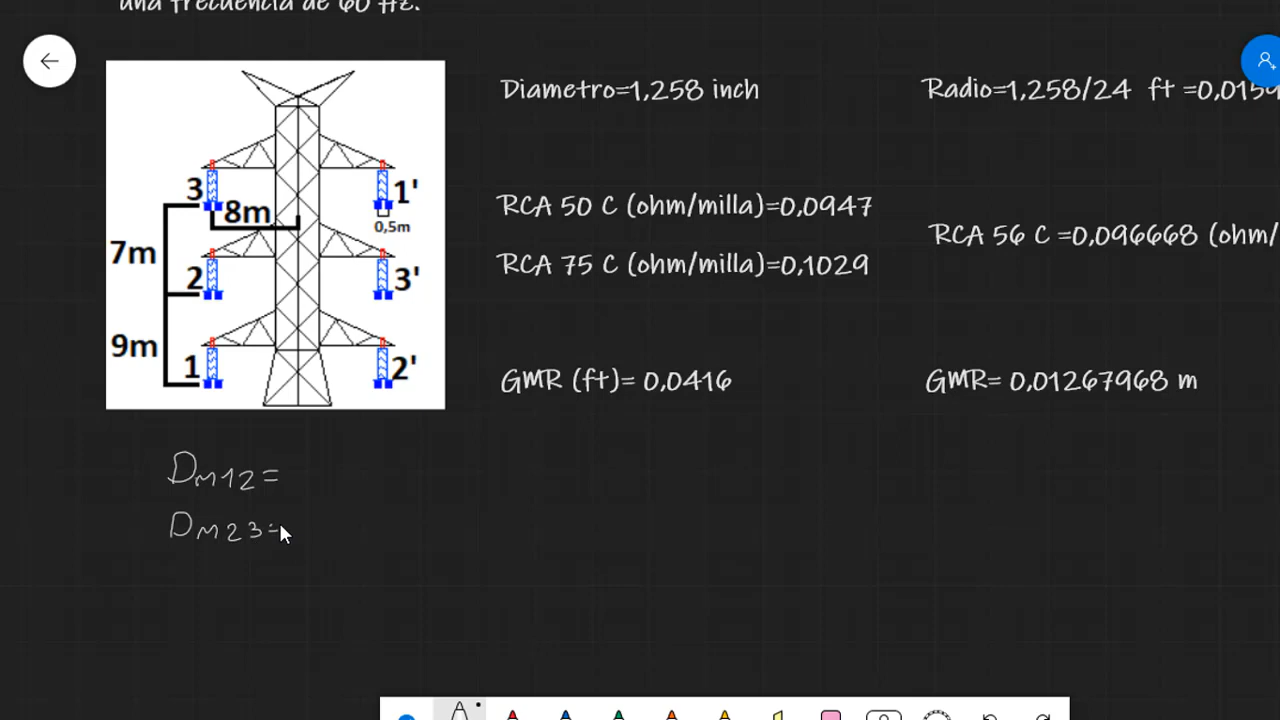 una frecuencia de 60 Hz.
Diametro=1,258 inch
Radio=1,258/24 ft =0,0159
3
1'
8m
0,5m
7m
2
3'
9m
1
2'
RCA 50 C (ohm/milla)=0,0947
RCA 75 C (ohm/milla)=0,1029
RCA 56 C =0,096668 (ohm/
GMR (ft)= 0,0416
GMR= 0,01267968 m
DM12=
DM23=